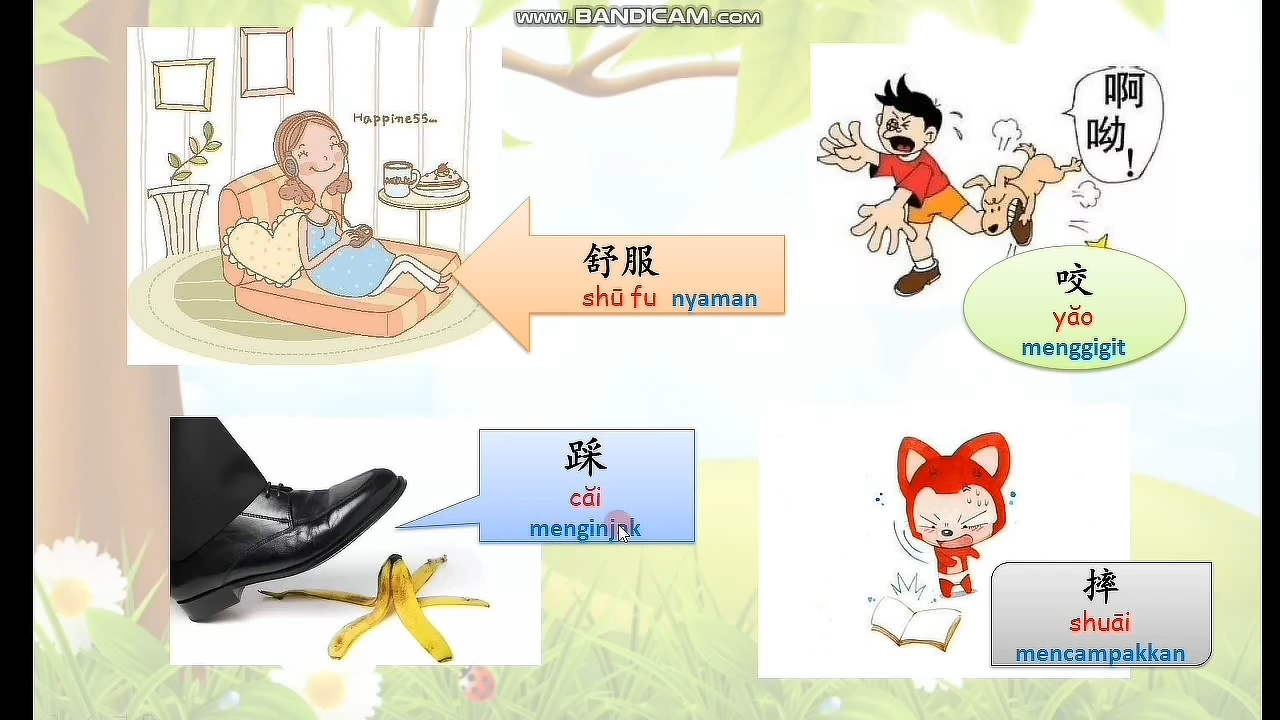 www.BANDICAM.com
Happiness...
舒服
shū fu nyaman
啊
呦
！
咬
yǎo
menggigit
踩
cǎi
menginjak
摔
shuāi
mencampakkan